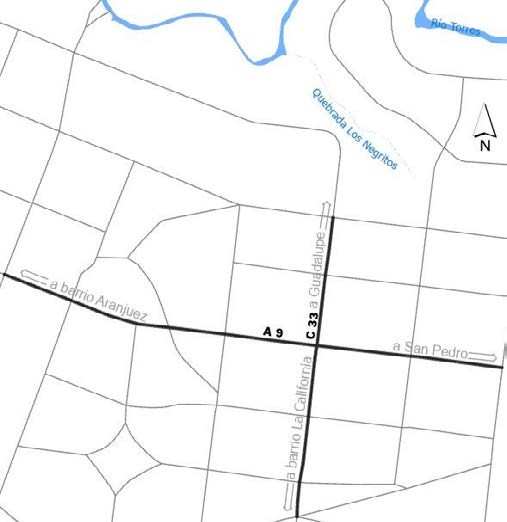 Río Torres
Quebrada Los Negritos
N
a Guadalupe
a barrio Aranjuez
A 9
C 33
a San Pedro
a barrio La California